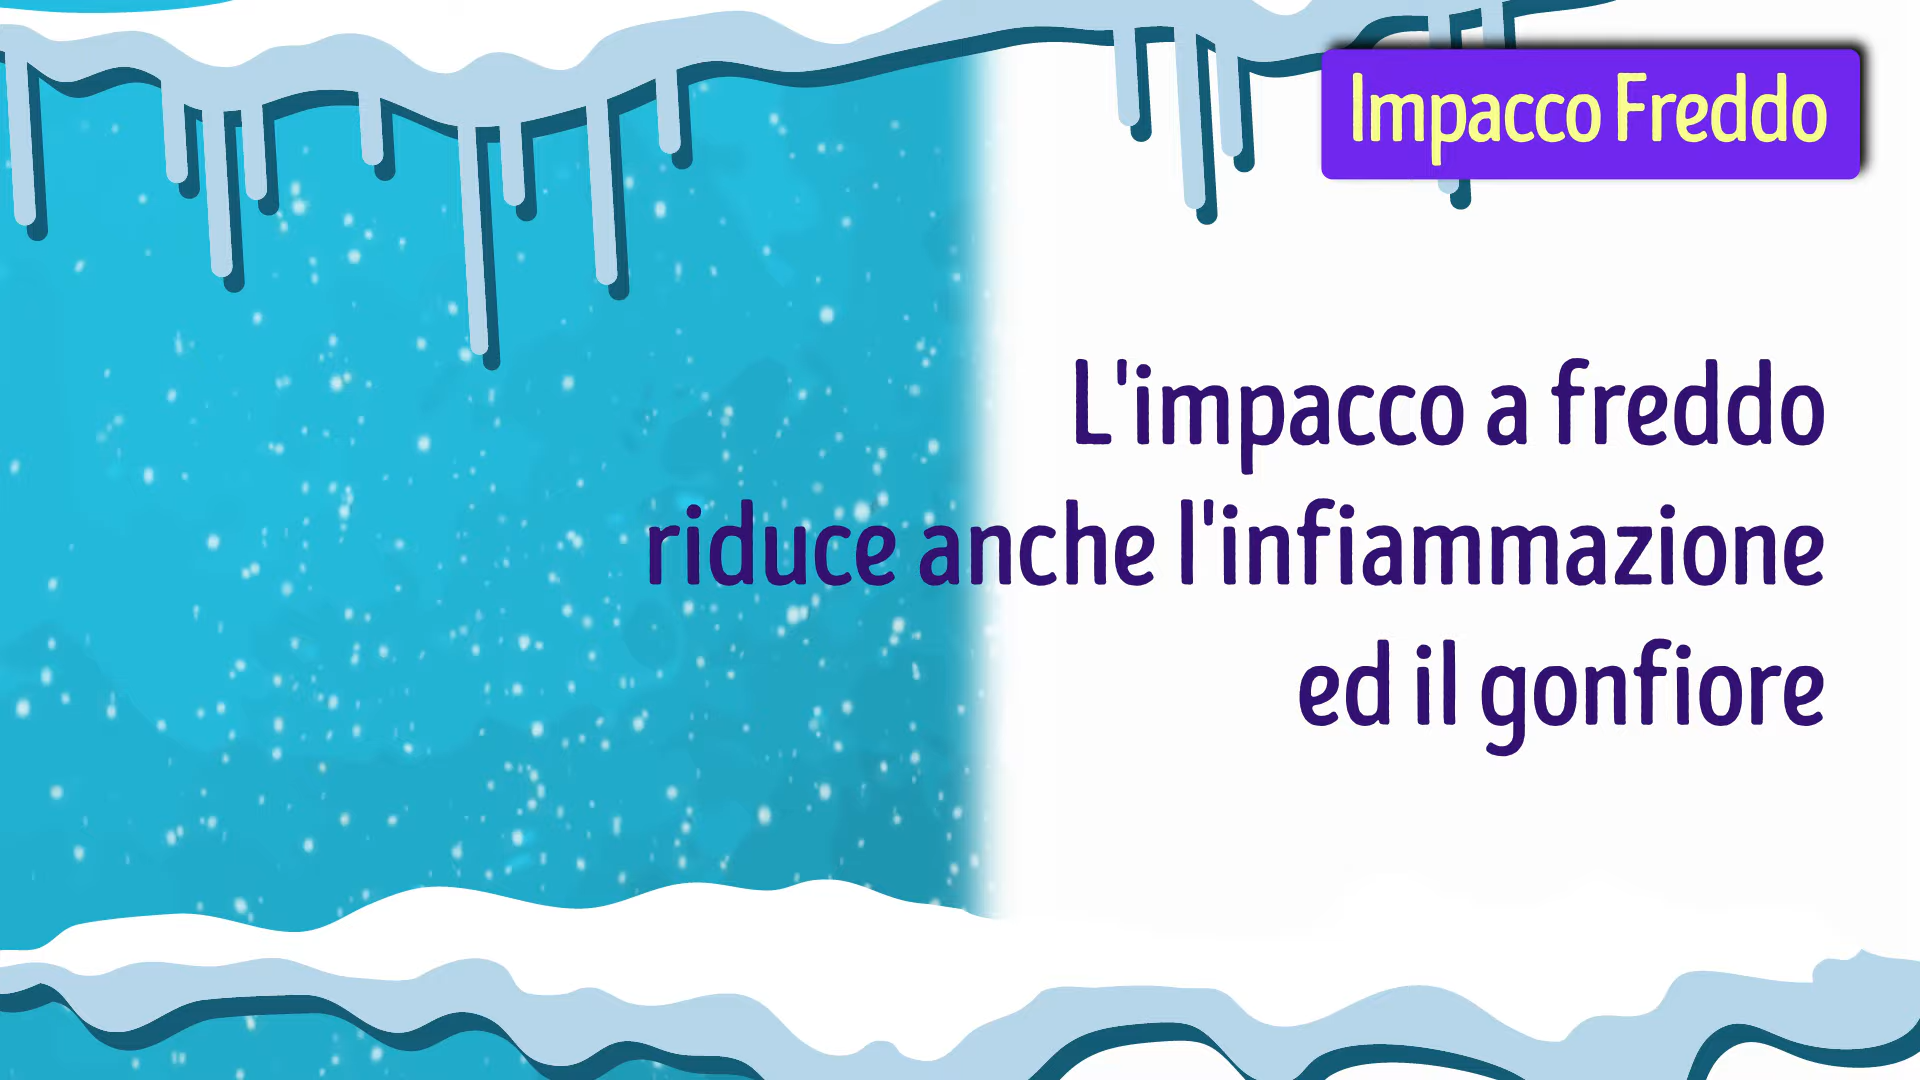 Impacco Freddo
L'impacco a freddo
riduce anche l'infiammazione
ed il gonfiore